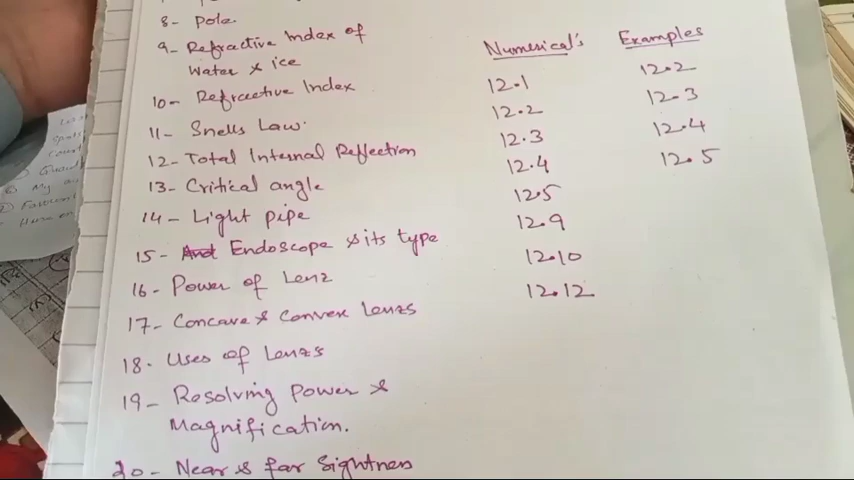 8- Pole
9- Refractive Index of
Water & ice
10- Refractive Index
11- Snells Law.
12- Total Internal Reflection
13- Critical angle
14- Light pipe
15- Endoscope & its type
16- Power of Lenz
17- Concave & Convex Lenzs
18. Uses of Lenzs
19- Resolving Power &
Magnification.
20- Near & far Sightness
Numerical's
12.1
12.2
12.3
12.4
12.5
12.9
12.10
12.12
Examples
12.2
12.3
12.4
12.5